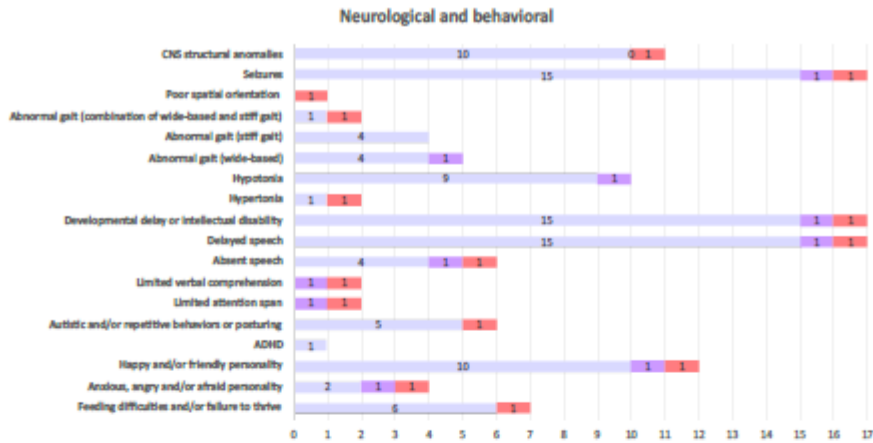 Neurological and behavioral
CNS structural anomalies 10 0 1
Seizures 15 1 1
Poor spatial orientation 1
Abnormal gait (combination of wide-based and stiff gait) 1 1
Abnormal gait (stiff gait) 4
Abnormal gait (wide-based) 4 1
Hypotonia 9 1
Hypertonia 1 1
Developmental delay or intellectual disability 15 1 1
Delayed speech 15 1 1
Absent speech 4 1 1
Limited verbal comprehension 1 1
Limited attention span 1 1
Autistic and/or repetitive behaviors or posturing 5 1
ADHD 1
Happy and/or friendly personality 10 1 1
Anxious, angry and/or afraid personality 2 1 1
Feeding difficulties and/or failure to thrive 6 1
0 1 2 3 4 5 6 7 8 9 10 11 12 13 14 15 16 17